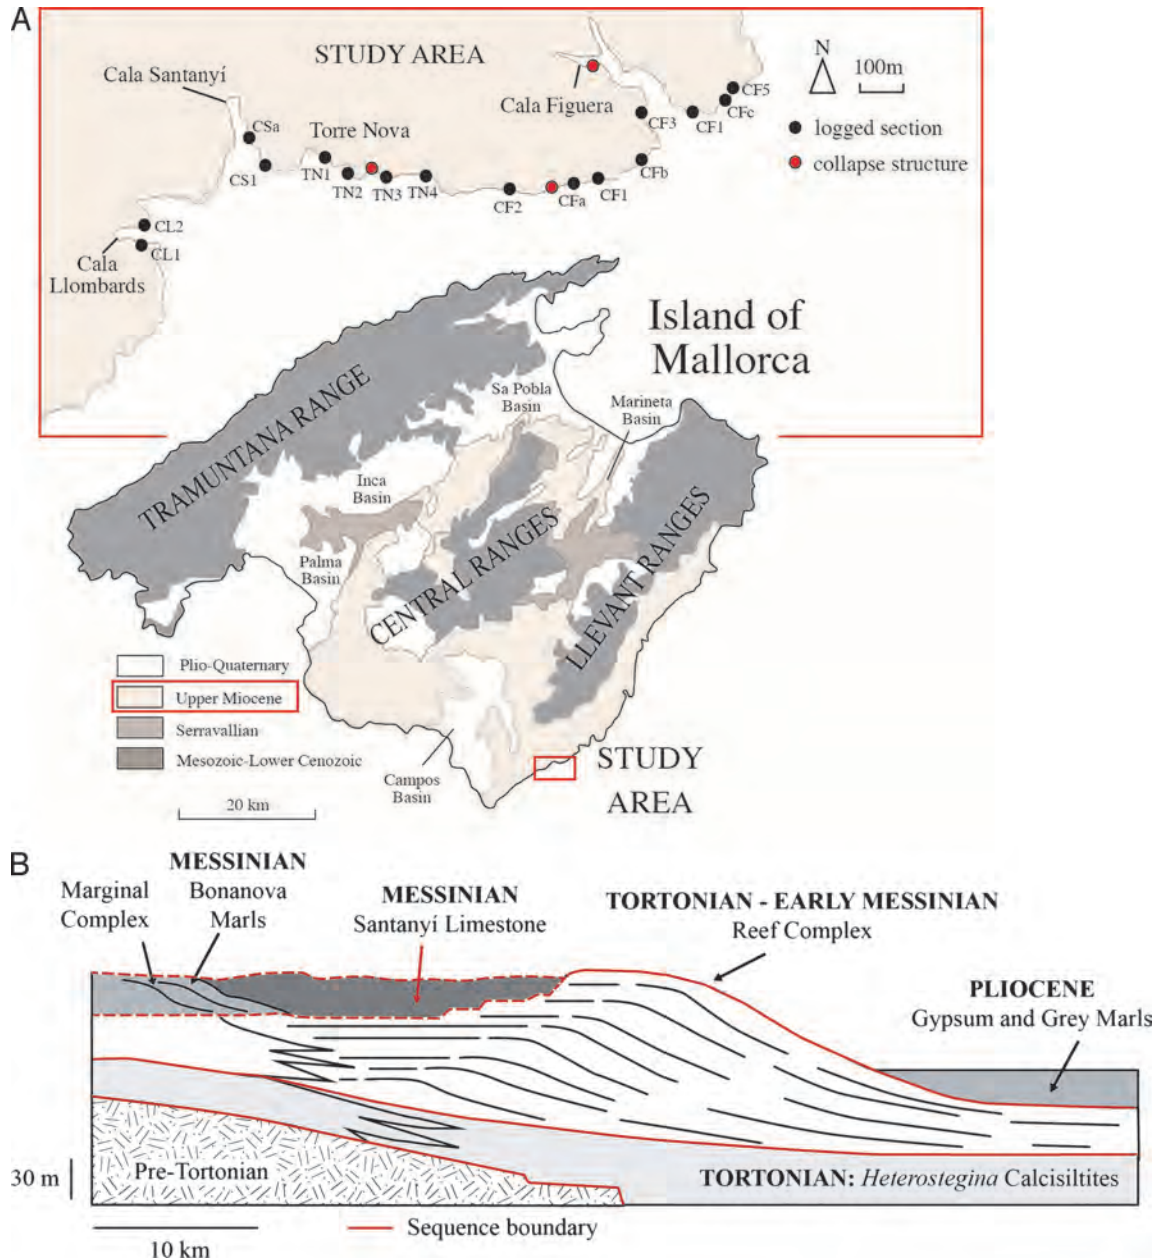 A
STUDY AREA
N
100m
Cala Santanyí
Cala Figuera
CF5
CFc
CF1
CF3
logged section
collapse structure
CSa
Torre Nova
CS1
TN1
TN2
TN3
TN4
CF2
CFa
CF1
CFb
CL2
CL1
Cala
Llombards
Island of
Mallorca
TRAMUNTANA RANGE
Sa Pobla
Basin
Marineta
Basin
Inca
Basin
Palma
Basin
CENTRAL RANGES
LLEVANT RANGES
Plio-Quaternary
Upper Miocene
Serravallian
Mesozoic-Lower Cenozoic
20 km
Campos
Basin
STUDY
AREA
B
Marginal
Complex
MESSINIAN
Bonanova
Marls
MESSINIAN
Santanyí Limestone
TORTONIAN - EARLY MESSINIAN
Reef Complex
PLIOCENE
Gypsum and Grey Marls
30 m
Pre-Tortonian
TORTONIAN: Heterostegina Calcisiltites
10 km
Sequence boundary